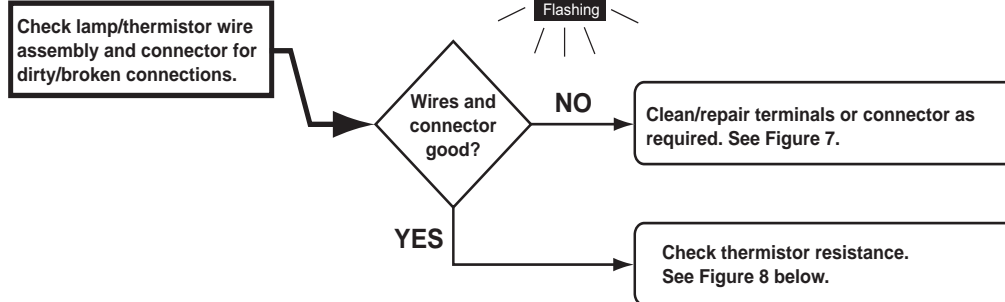 Flashing
Check lamp/thermistor wire
assembly and connector for
dirty/broken connections.
Wires and
connector
good?
NO
Clean/repair terminals or connector as
required. See Figure 7.
YES
Check thermistor resistance.
See Figure 8 below.